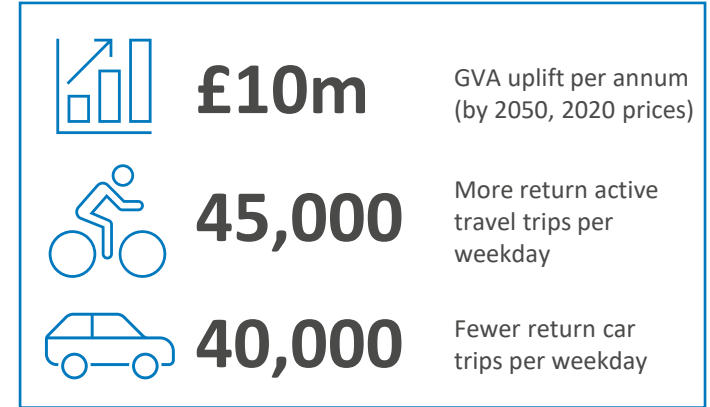 £10m
GVA uplift per annum
(by 2050, 2020 prices)
45,000
More return active
travel trips per
weekday
40,000
Fewer return car
trips per weekday